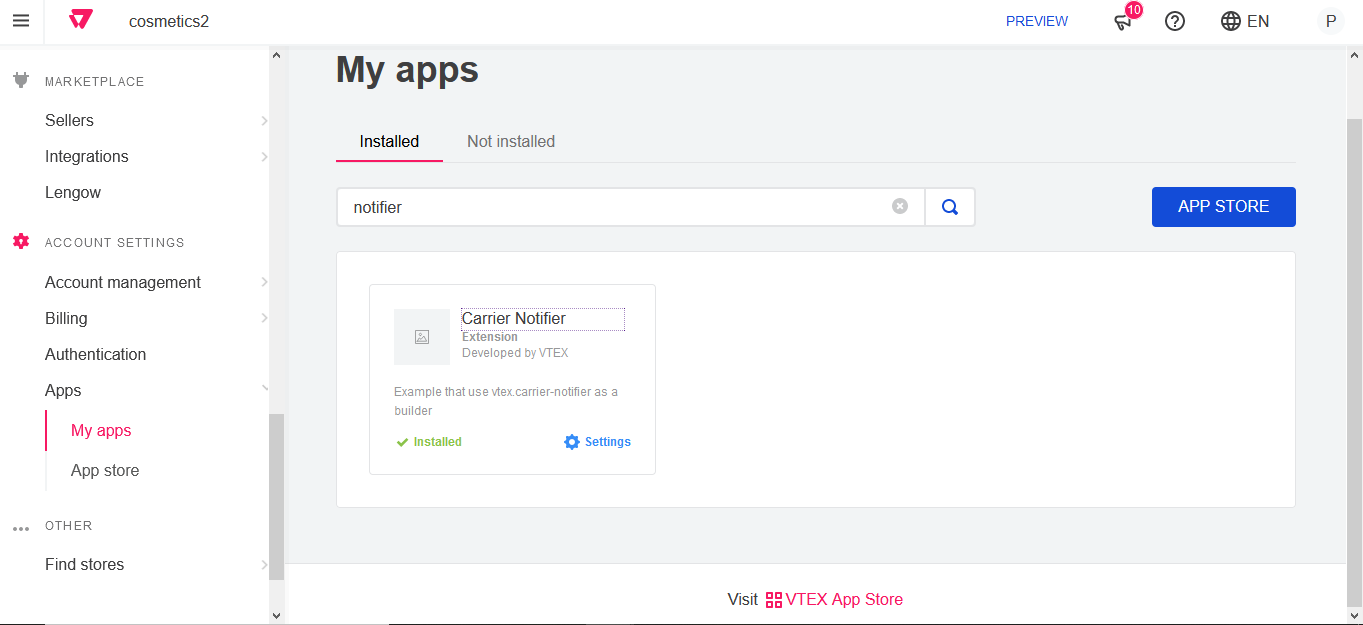 cosmetics2
PREVIEW
10
EN
P
MARKETPLACE
Sellers
Integrations
Lengow
ACCOUNT SETTINGS
Account management
Billing
Authentication
Apps
My apps
App store
OTHER
Find stores
My apps
Installed
Not installed
notifier
APP STORE
Carrier Notifier
Extension
Developed by VTEX
Example that use vtex.carrier-notifier as a
builder
Installed
Settings
Visit VTEX App Store